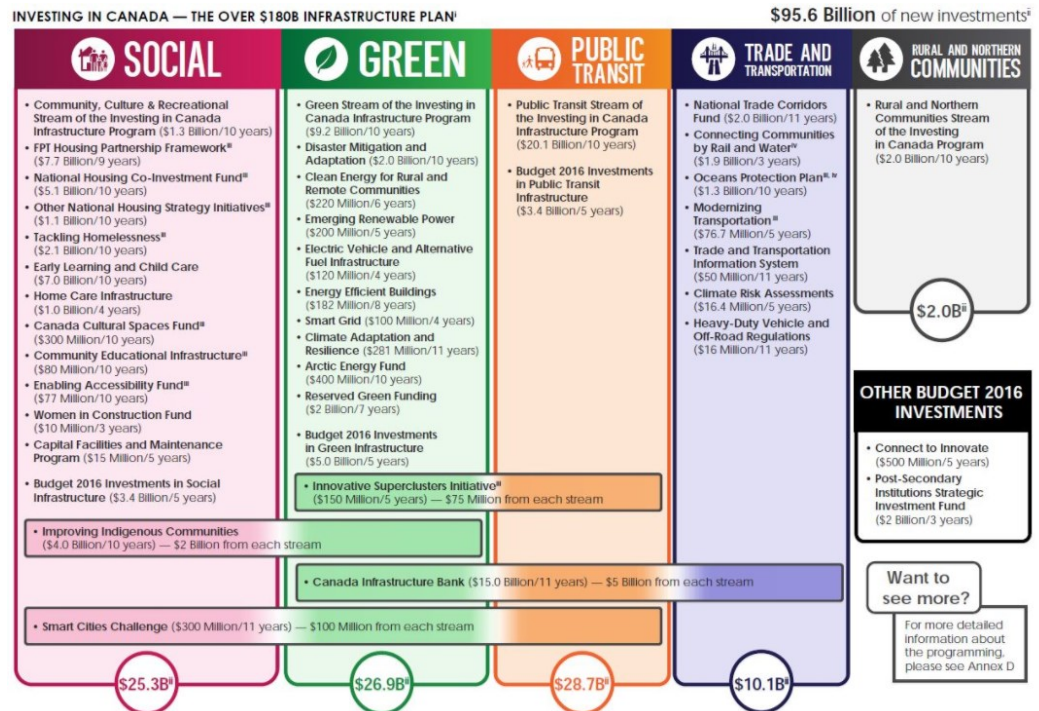 INVESTING IN CANADA — THE OVER $180B INFRASTRUCTURE PLANⁱ
$95.6 Billion of new investmentsⁱⁱ
SOCIAL
• Community, Culture & Recreational
Stream of the Investing in Canada
Infrastructure Program ($1.3 Billion/10 years)
• FPT Housing Partnership Frameworkⁱⁱⁱ
($7.7 Billion/9 years)
• National Housing Co-Investment Fundⁱⁱⁱ
($5.1 Billion/10 years)
• Other National Housing Strategy Initiativesⁱⁱⁱ
($1.1 Billion/10 years)
• Tackling Homelessnessⁱⁱⁱ
($2.1 Billion/10 years)
• Early Learning and Child Care
($7.0 Billion/10 years)
• Home Care Infrastructure
($1.0 Billion/4 years)
• Canada Cultural Spaces Fundⁱⁱⁱ
($300 Million/10 years)
• Community Educational Infrastructureⁱⁱⁱ
($80 Million/10 years)
• Enabling Accessibility Fundⁱⁱⁱ
($77 Million/10 years)
• Women in Construction Fund
($10 Million/3 years)
• Capital Facilities and Maintenance
Program ($15 Million/5 years)
• Budget 2016 Investments in Social
Infrastructure ($3.4 Billion/5 years)
GREEN
• Green Stream of the Investing in
Canada Infrastructure Program
($9.2 Billion/10 years)
• Disaster Mitigation and
Adaptation ($2.0 Billion/10 years)
• Clean Energy for Rural and
Remote Communities
($220 Million/6 years)
• Emerging Renewable Power
($200 Million/5 years)
• Electric Vehicle and Alternative
Fuel Infrastructure
($120 Million/4 years)
• Energy Efficient Buildings
($182 Million/8 years)
• Smart Grid ($100 Million/4 years)
• Climate Adaptation and
Resilience ($281 Million/11 years)
• Arctic Energy Fund
($400 Million/10 years)
• Reserved Green Funding
($2 Billion/7 years)
• Budget 2016 Investments
in Green Infrastructure
($5.0 Billion/5 years)
PUBLIC
TRANSIT
• Public Transit Stream of
the Investing in Canada
Infrastructure Program
($20.1 Billion/10 years)
• Budget 2016 Investments
in Public Transit
Infrastructure
($3.4 Billion/5 years)
TRADE AND
TRANSPORTATION
• National Trade Corridors
Fund ($2.0 Billion/11 years)
• Connecting Communities
by Rail and Waterⁱᵛ
($1.9 Billion/3 years)
• Oceans Protection Planⁱⁱⁱ, ⁱᵛ
($1.3 Billion/10 years)
• Modernizing
Transportationⁱⁱⁱ
($76.7 Million/5 years)
• Trade and Transportation
Information System
($50 Million/11 years)
• Climate Risk Assessments
($16.4 Million/5 years)
• Heavy-Duty Vehicle and
Off-Road Regulations
($16 Million/11 years)
RURAL AND NORTHERN
COMMUNITIES
• Rural and Northern
Communities Stream
of the Investing
in Canada Program
($2.0 Billion/10 years)
$2.0Bⁱⁱ
OTHER BUDGET 2016
INVESTMENTS
• Connect to Innovate
($500 Million/5 years)
• Post-Secondary
Institutions Strategic
Investment Fund
($2 Billion/3 years)
• Innovative Superclusters Initiativeⁱⁱⁱ
($150 Million/5 years) — $75 Million from each stream
• Improving Indigenous Communities
($4.0 Billion/10 years) — $2 Billion from each stream
• Canada Infrastructure Bank ($15.0 Billion/11 years) — $5 Billion from each stream
• Smart Cities Challenge ($300 Million/11 years) — $100 Million from each stream
Want to
see more?
For more detailed
information about
the programming,
please see Annex D
$25.3Bⁱⁱ
$26.9Bⁱⁱ
$28.7Bⁱⁱ
$10.1Bⁱⁱ